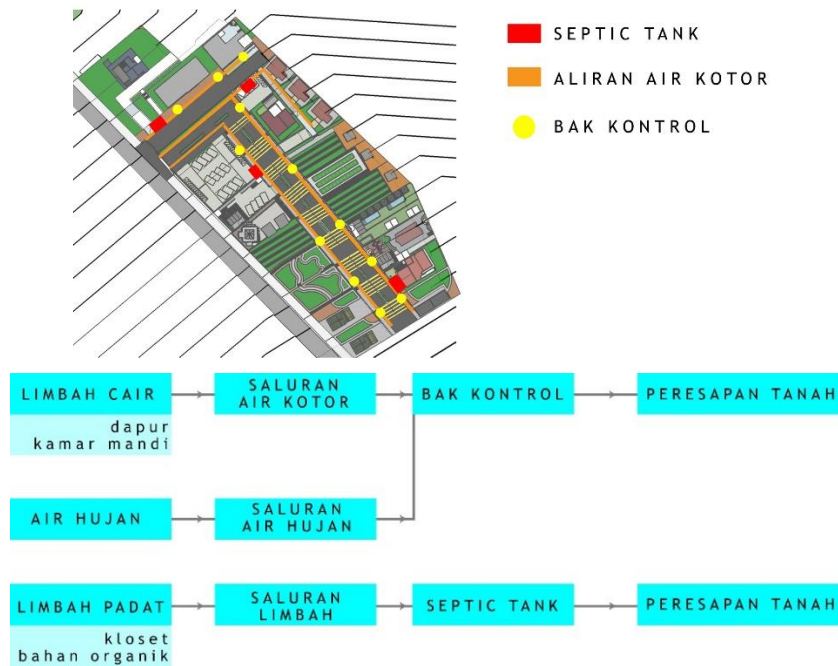 SEPTIC TANK
ALIRAN AIR KOTOR
BAK KONTROL
LIMBAH CAIR
dapur
kamar mandi
SALURAN
AIR KOTOR
BAK KONTROL
PERESAPAN TANAH
AIR HUJAN
SALURAN
AIR HUJAN
LIMBAH PADAT
kloset
bahan organik
SALURAN
LIMBAH
SEPTIC TANK
PERESAPAN TANAH